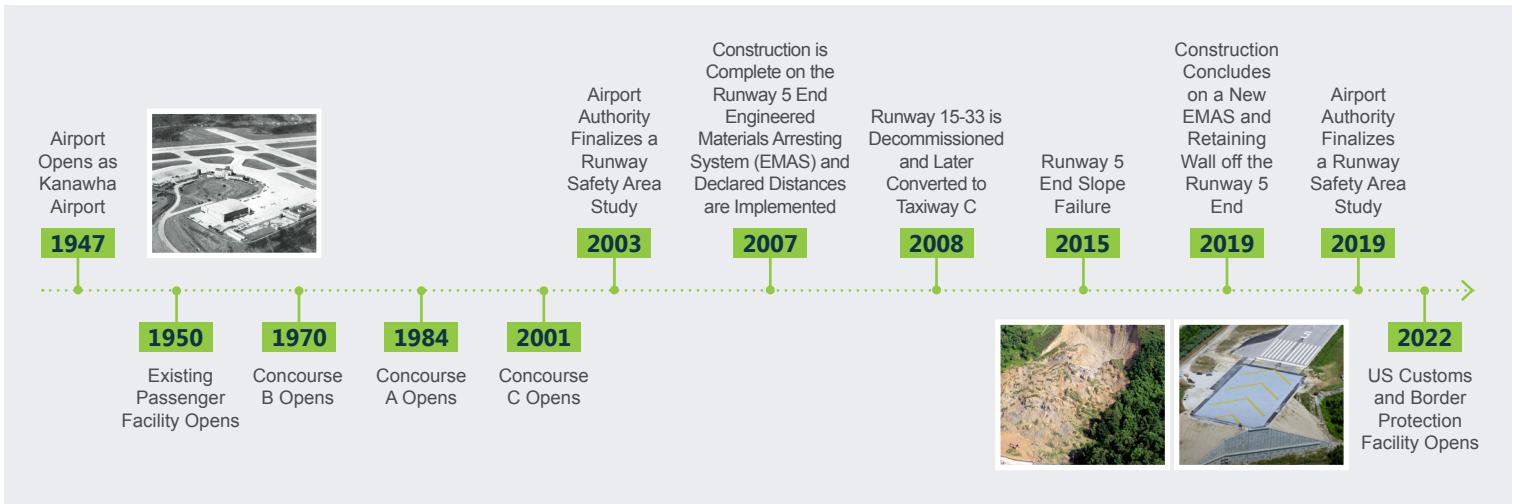 Airport
Opens as
Kanawha
Airport
1947
Airport
Authority
Finalizes a
Runway
Safety Area
Study
2003
Construction is
Complete on the
Runway 5 End
Engineered
Materials Arresting
System (EMAS) and
Declared Distances
are Implemented
2007
Runway 15-33 is
Decommissioned
and Later
Converted to
Taxiway C
2008
Runway 5
End Slope
Failure
2015
Construction
Concludes
on a New
EMAS and
Retaining
Wall off the
Runway 5
End
2019
Airport
Authority
Finalizes
a Runway
Safety Area
Study
2019
1950
Existing
Passenger
Facility Opens
1970
Concourse
B Opens
1984
Concourse
A Opens
2001
Concourse
C Opens
5
2022
US Customs
and Border
Protection
Facility Opens